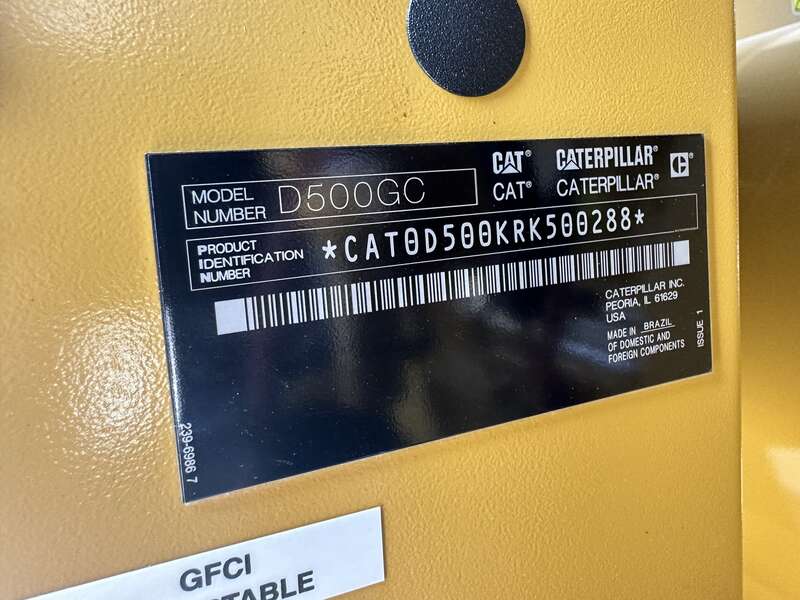 CAT® CATERPILLAR®
CAT® CATERPILLAR®
MODEL NUMBER D500GC
PRODUCT IDENTIFICATION NUMBER *CAT0D500KRK500288*
CATERPILLAR INC.
PEORIA, IL 61629
USA
MADE IN BRAZIL
OF DOMESTIC AND
FOREIGN COMPONENTS
ISSUE 1
239-6986 7
GFCI